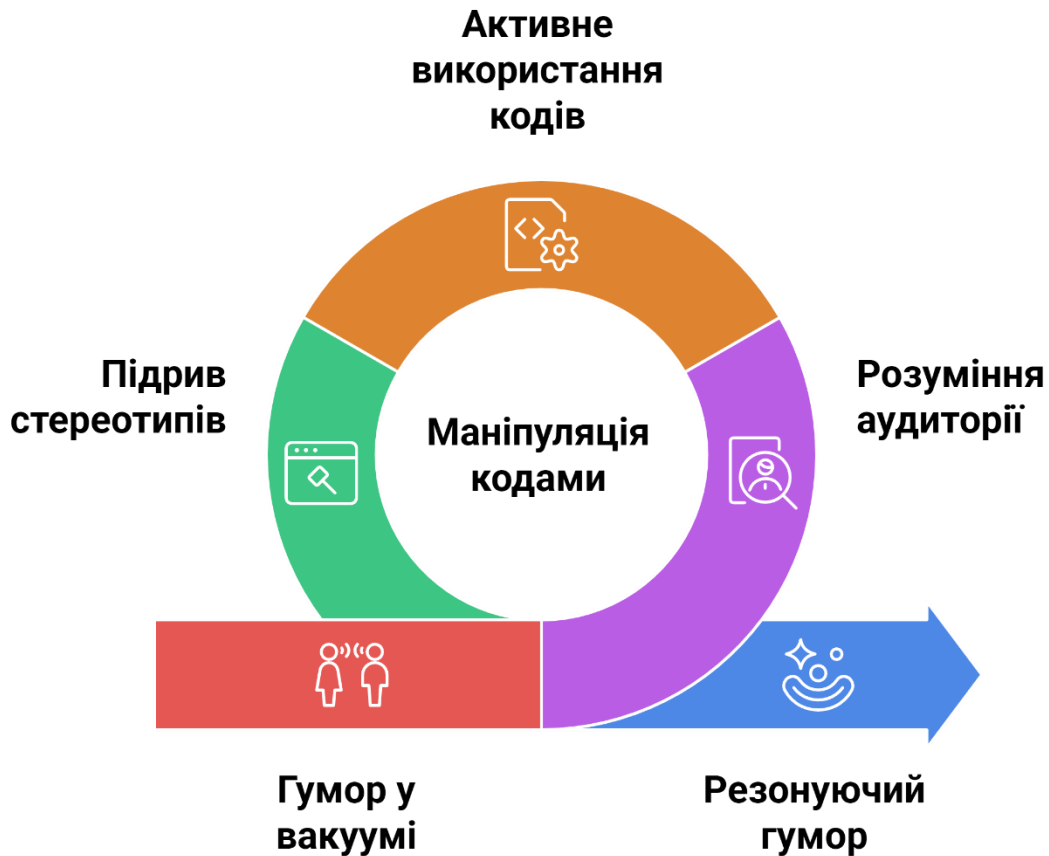 Активне
використання
кодів
Підрив
стереотипів
Маніпуляція
кодами
Розуміння
аудиторії
Гумор у
вакуумі
Резонуючий
гумор